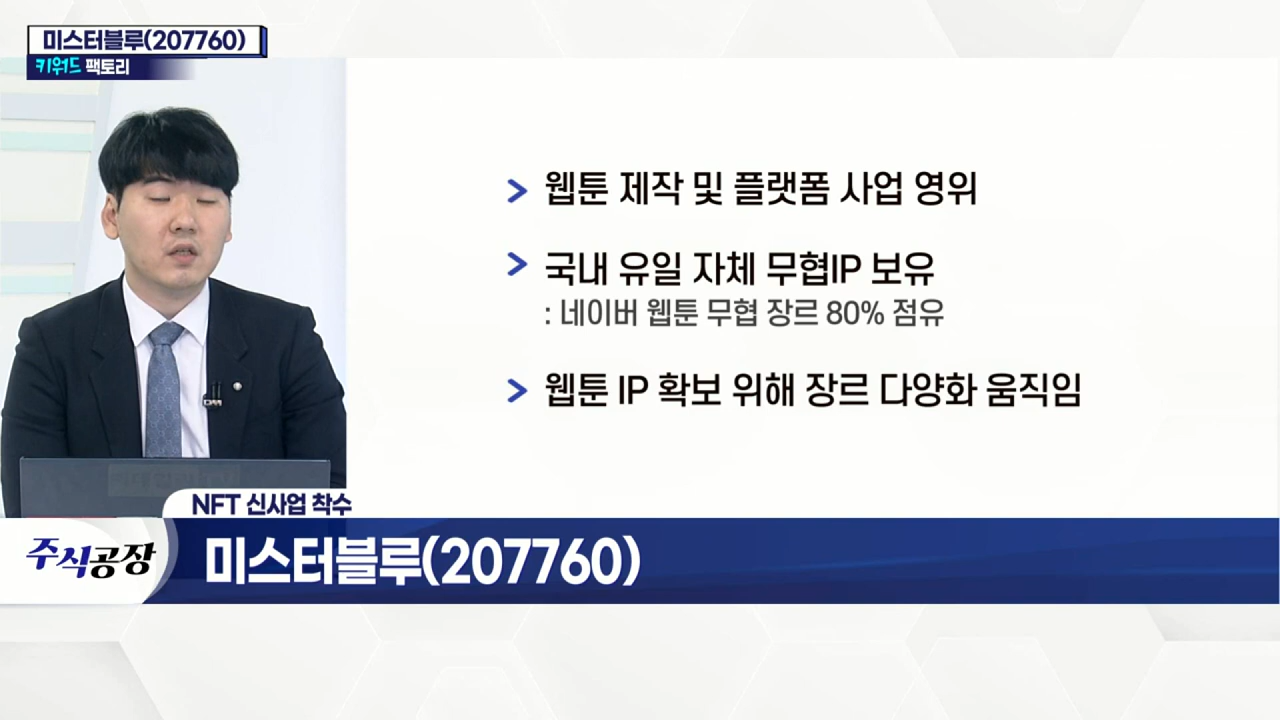 미스터블루(207760)
키워드 팩토리
> 웹툰 제작 및 플랫폼 사업 영위
> 국내 유일 자체 무협IP 보유
: 네이버 웹툰 무협 장르 80% 점유
> 웹툰 IP 확보 위해 장르 다양화 움직임
NFT 신사업 착수
주식공장
미스터블루(207760)